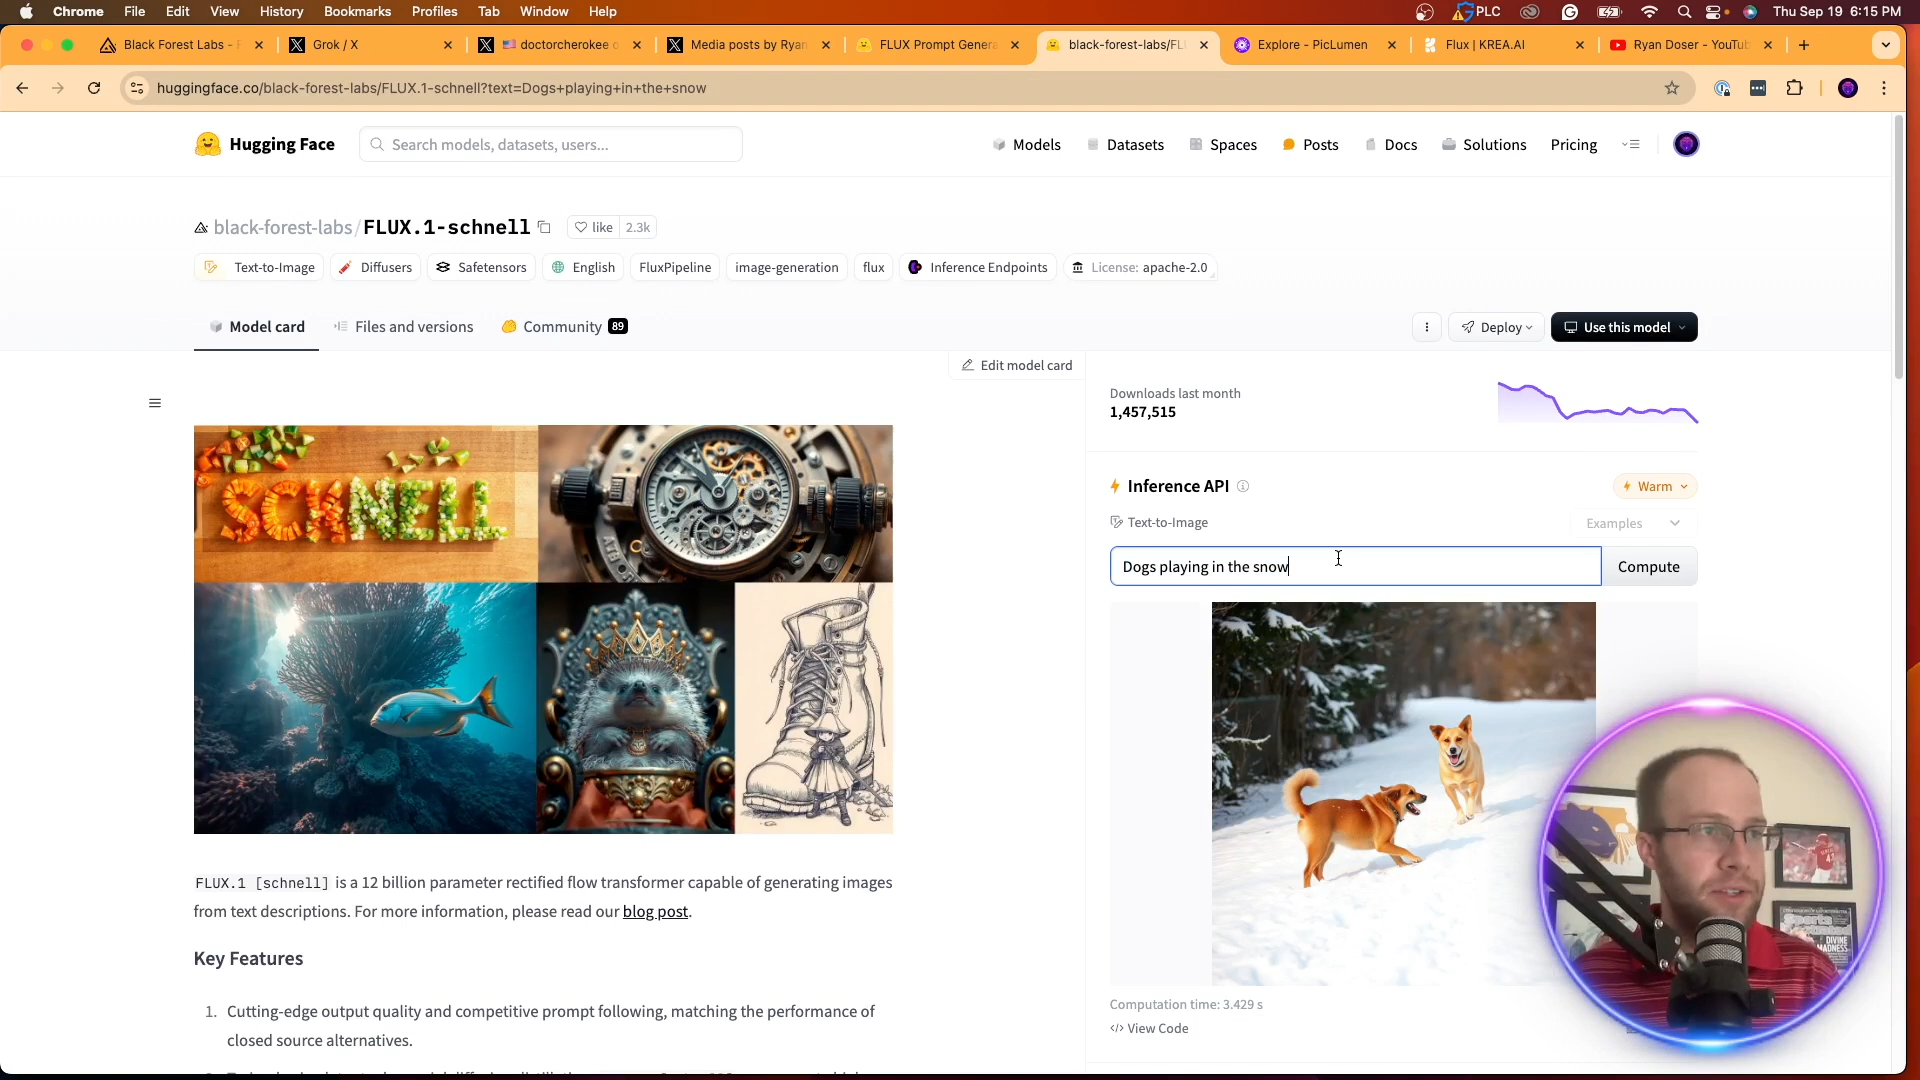 Chrome File Edit View History Bookmarks Profiles Tab Window Help
PLC
Thu Sep 19 6:15 PM
Black Forest Labs -
Grok / X
doctorcherokee
Media posts by Ryan
FLUX Prompt Genera
black-forest-labs/FL
Explore - PicLumen
Flux | KREA.AI
Ryan Doser - YouTub
huggingface.co/black-forest-labs/FLUX.1-schnell?text=Dogs+playing+in+the+snow
Hugging Face
Search models, datasets, users...
Models
Datasets
Spaces
Posts
Docs
Solutions
Pricing
black-forest-labs/FLUX.1-schnell
like 2.3k
Text-to-Image
Diffusers
Safetensors
English
FluxPipeline
image-generation
flux
Inference Endpoints
License: apache-2.0
Model card
Files and versions
Community 89
Deploy
Use this model
Edit model card
Downloads last month
1,457,515
Inference API
Warm
Text-to-Image
Examples
Dogs playing in the snow
Compute
SCHNELL
FLUX.1 [schnell] is a 12 billion parameter rectified flow transformer capable of generating images
from text descriptions. For more information, please read our blog post.
Key Features
1. Cutting-edge output quality and competitive prompt following, matching the performance of
closed source alternatives.
Computation time: 3.429 s
</> View Code
Sports
DIVINE
MADNESS